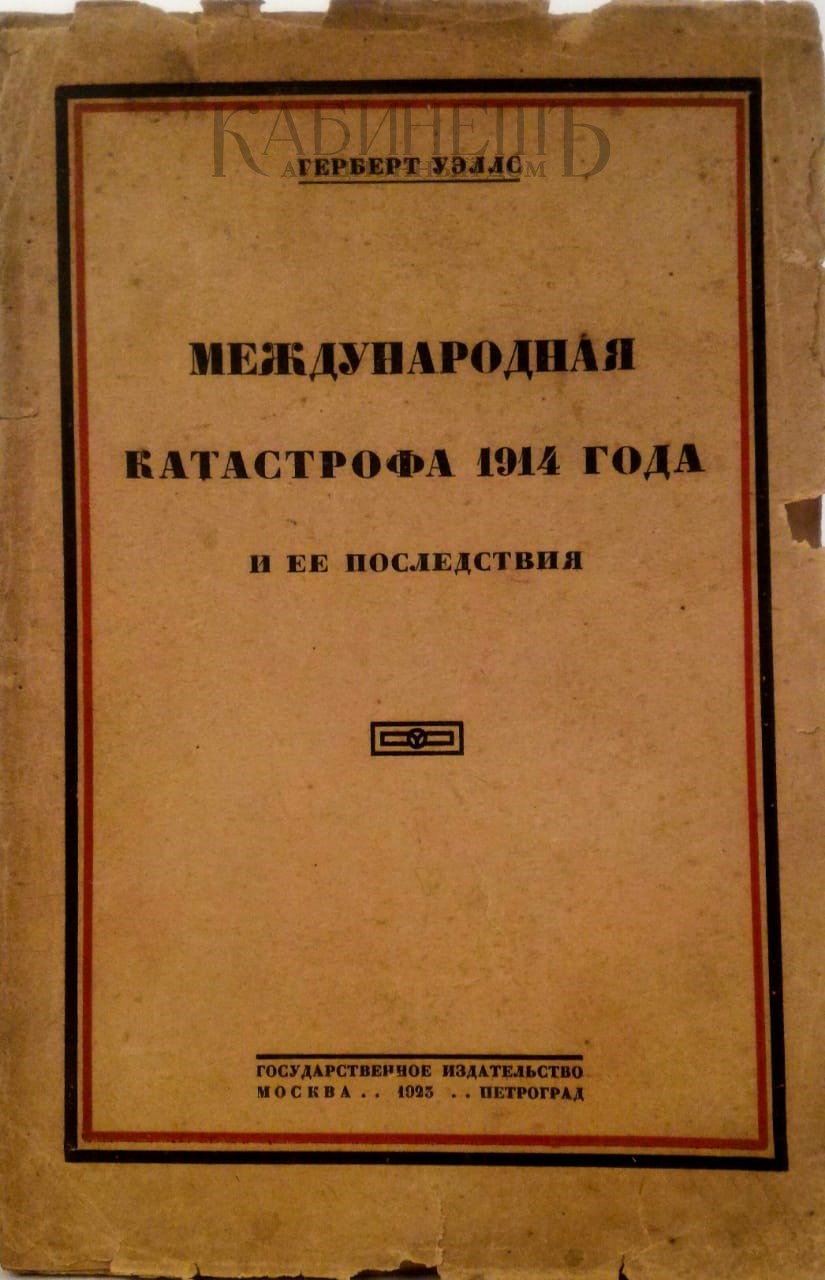 КАБИНЕТЪ
ГЕРБЕРТ УЭЛЛС
МЕЖДУНАРОДНАЯ
КАТАСТРОФА 1914 ГОДА
И ЕЕ ПОСЛЕДСТВИЯ
ГОСУДАРСТВЕННОЕ ИЗДАТЕЛЬСТВО
МОСКВА . . 1923 . . ПЕТРОГРАД